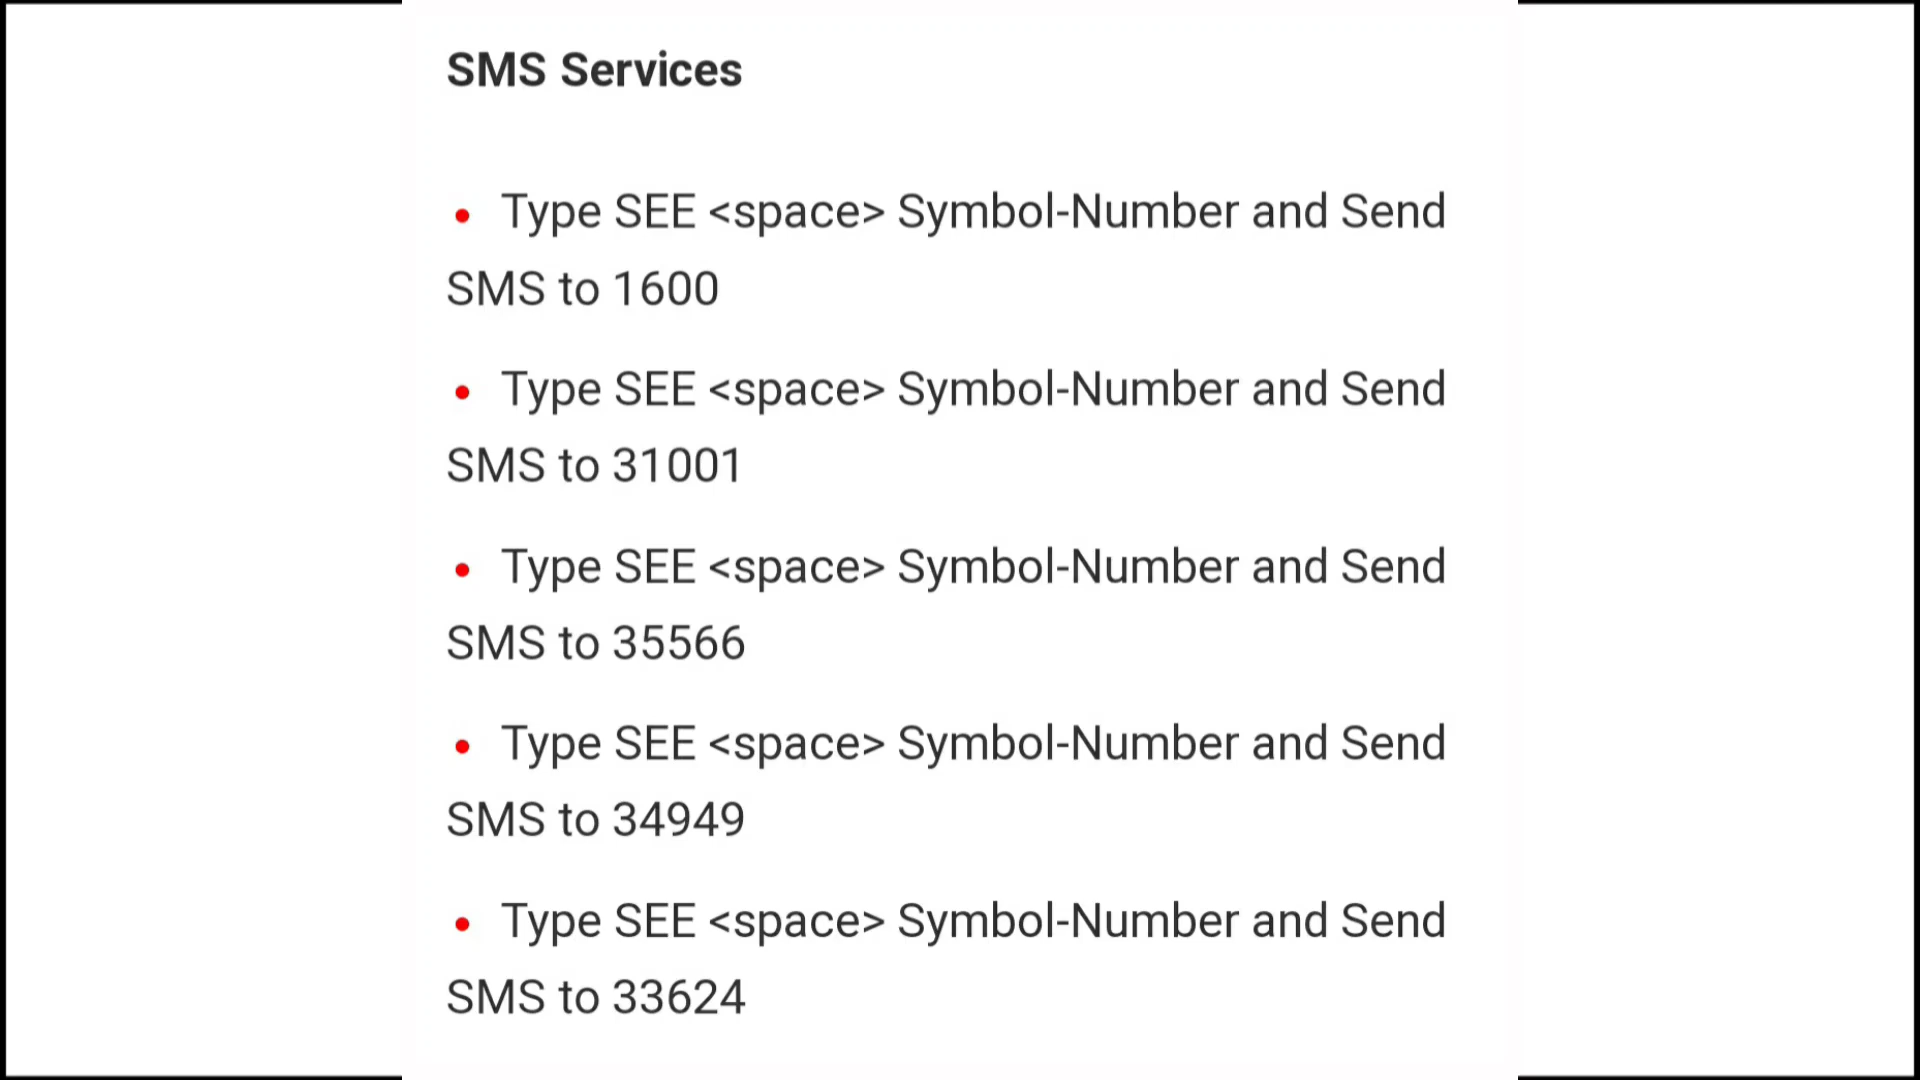 SMS Services
• Type SEE <space> Symbol-Number and Send
SMS to 1600
• Type SEE <space> Symbol-Number and Send
SMS to 31001
• Type SEE <space> Symbol-Number and Send
SMS to 35566
• Type SEE <space> Symbol-Number and Send
SMS to 34949
• Type SEE <space> Symbol-Number and Send
SMS to 33624